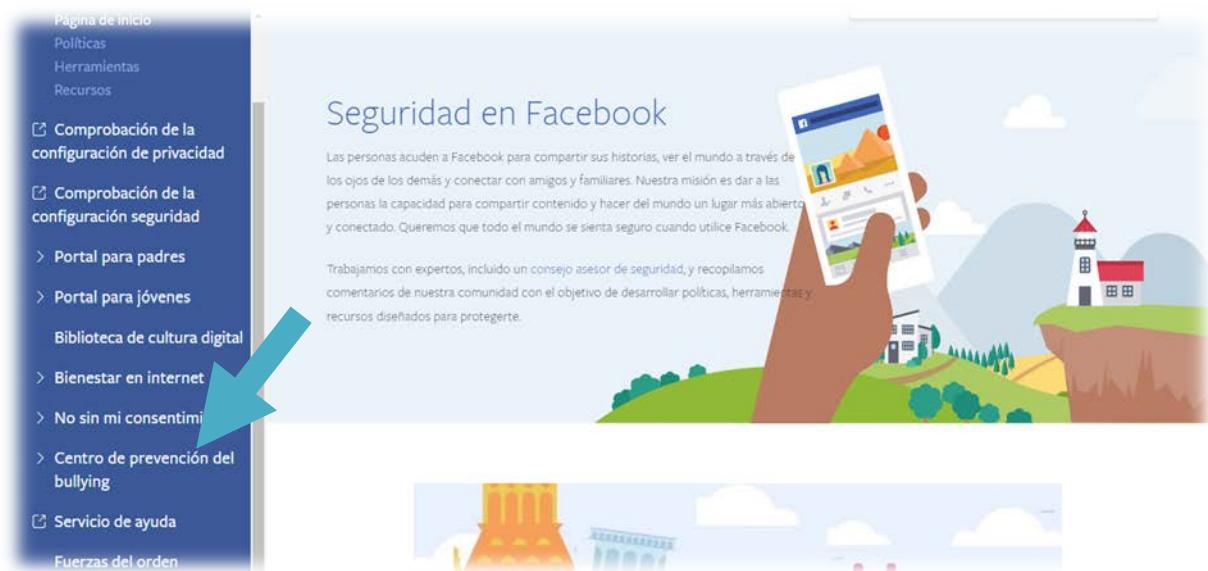 Página de inicio
Políticas
Herramientas
Recursos
Comprobación de la
configuración de privacidad
Comprobación de la
configuración seguridad
> Portal para padres
> Portal para jóvenes
Biblioteca de cultura digital
> Bienestar en internet
> No sin mi consentimi
> Centro de prevención del
bullying
Servicio de ayuda
Fuerzas del orden
Seguridad en Facebook
Las personas acuden a Facebook para compartir sus historias, ver el mundo a través de
los ojos de los demás y conectar con amigos y familiares. Nuestra misión es dar a las
personas la capacidad para compartir contenido y hacer del mundo un lugar más abierto
y conectado. Queremos que todo el mundo se sienta seguro cuando utilice Facebook.
Trabajamos con expertos, incluido un consejo asesor de seguridad, y recopilamos
comentarios de nuestra comunidad con el objetivo de desarrollar políticas, herramientas y
recursos diseñados para protegerte.